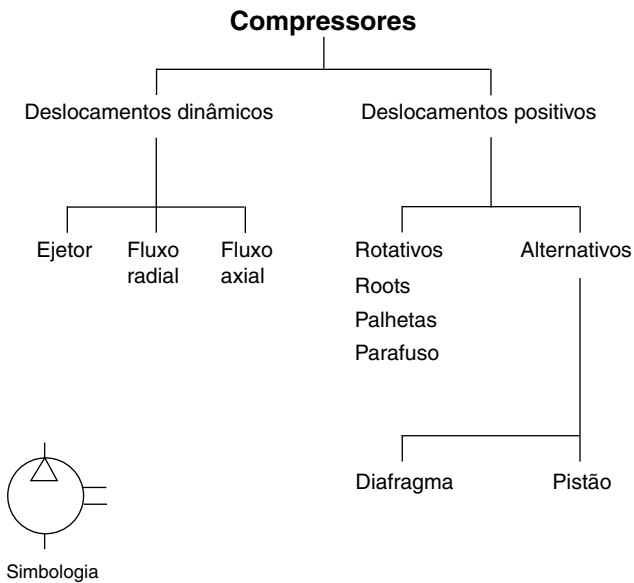 Compressores
Deslocamentos dinâmicos
Deslocamentos positivos
Ejetor
Fluxo
radial
Fluxo
axial
Rotativos
Roots
Palhetas
Parafuso
Alternativos
Diafragma
Pistão
Simbologia